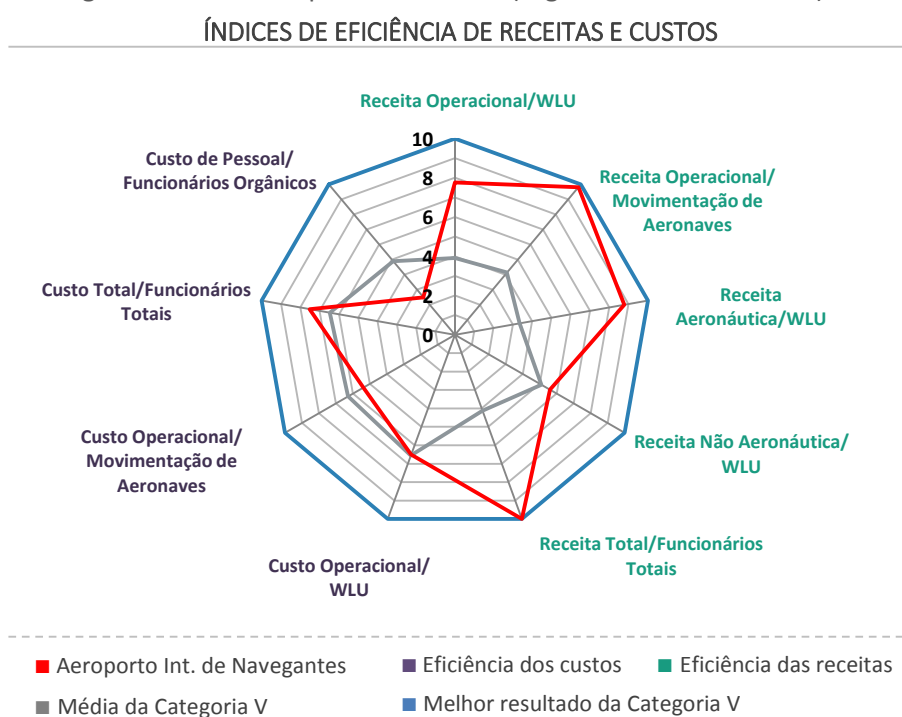 ÍNDICES DE EFICIÊNCIA DE RECEITAS E CUSTOS
Receita Operacional/WLU
Receita Operacional/
Movimentação de
Aeronaves
Receita
Aeronáutica/WLU
Receita Não Aeronáutica/
WLU
Receita Total/Funcionários
Totais
Custo Operacional/
WLU
Custo Operacional/
Movimentação de
Aeronaves
Custo Total/Funcionários
Totais
Custo de Pessoal/
Funcionários Orgânicos
10
8
6
4
2
0
Aeroporto Int. de Navegantes
Eficiência dos custos
Eficiência das receitas
Média da Categoria V
Melhor resultado da Categoria V